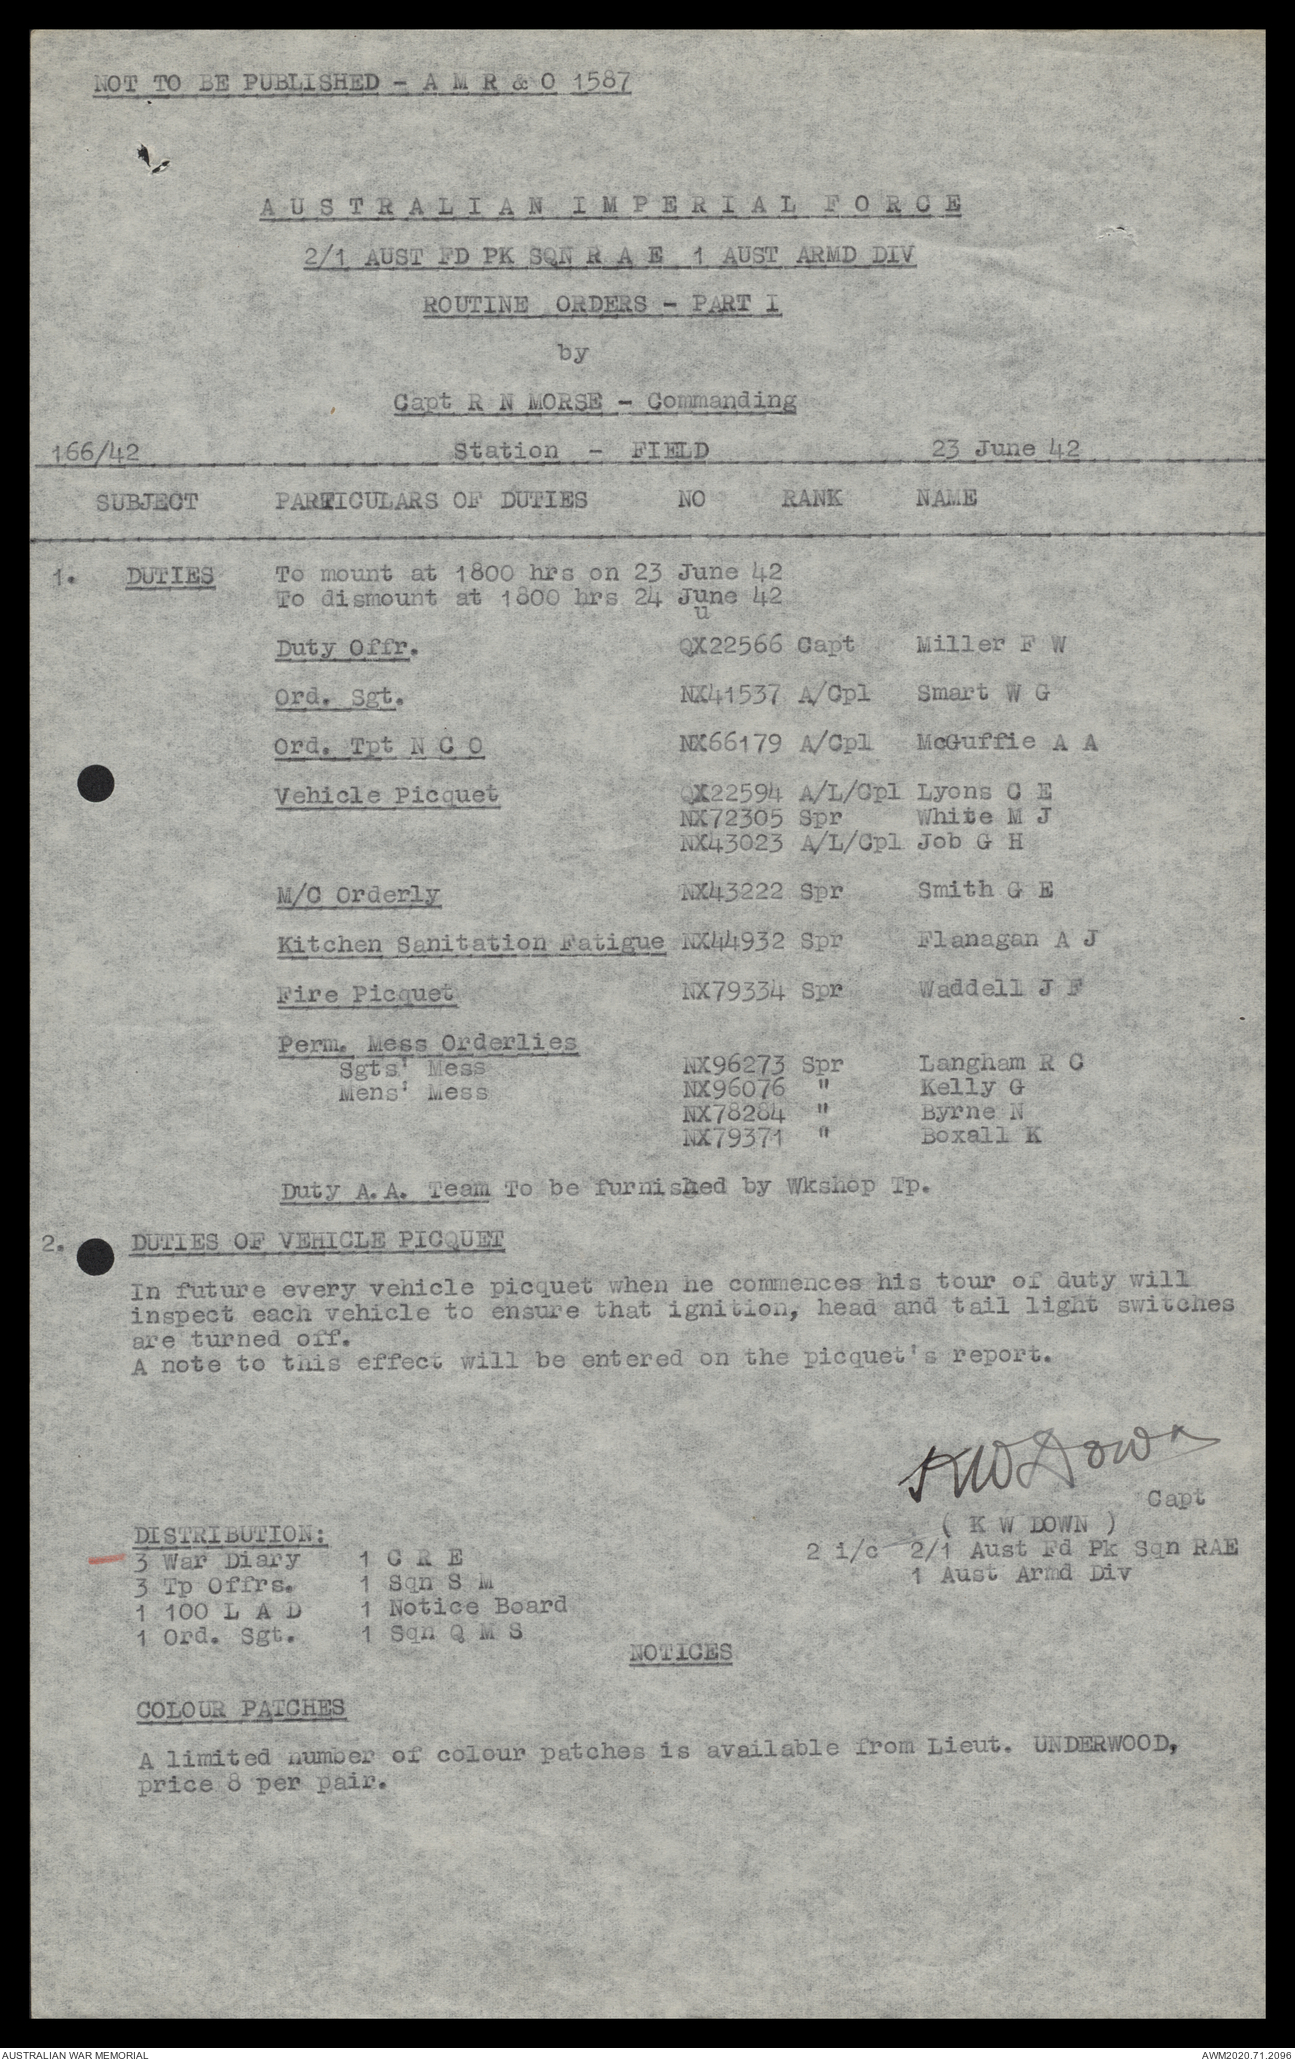 NOT TO BE PUBLISHED - A M R & O 1587
A U S T R A L I A N  I M P E R I A L  F O R C E
2/1 AUST FD PK SQN R A E  1 AUST ARMD DIV
ROUTINE ORDERS - PART I
by
Capt R N MORSE - Commanding
166/42 Station - FIELD 23 June 42
SUBJECT PARTICULARS OF DUTIES NO RANK NAME
1. DUTIES To mount at 1800 hrs on 23 June 42
To dismount at 1800 hrs 24 June 42
u
Duty Offr. QX22566 Capt Miller F W
Ord. Sgt. NX41537 A/Cpl Smart W G
Ord. Tpt N C O NX66179 A/Cpl McGuffie A A
Vehicle Picquet QX22594 A/L/Cpl Lyons C E
NX72305 Spr White M J
NX43023 A/L/Cpl Job G H
M/C Orderly NX43222 Spr Smith G E
Kitchen Sanitation Fatigue NX44932 Spr Flanagan A J
Fire Picquet NX79334 Spr Waddell J F
Perm. Mess Orderlies
Sgts' Mess NX96273 Spr Langham R C
Mens' Mess NX96076 " Kelly G
NX78284 " Byrne N
NX79371 " Boxall K
Duty A.A. Team To be furnished by Wkshop Tp.
2. DUTIES OF VEHICLE PICQUET
In future every vehicle picquet when he commences his tour of duty will
inspect each vehicle to ensure that ignition, head and tail light switches
are turned off.
A note to this effect will be entered on the picquet's report.
KWDown
Capt
( K W DOWN )
2 i/c 2/1 Aust Fd Pk Sqn RAE
1 Aust Armd Div
DISTRIBUTION:
3 War Diary 1 C R E
3 Tp Offrs. 1 Sqn S M
1 100 L A D 1 Notice Board
1 Ord. Sgt. 1 Sqn Q M S
NOTICES
COLOUR PATCHES
A limited number of colour patches is available from Lieut. UNDERWOOD,
price 8 per pair.
AUSTRALIAN WAR MEMORIAL AWM2020.71.2096